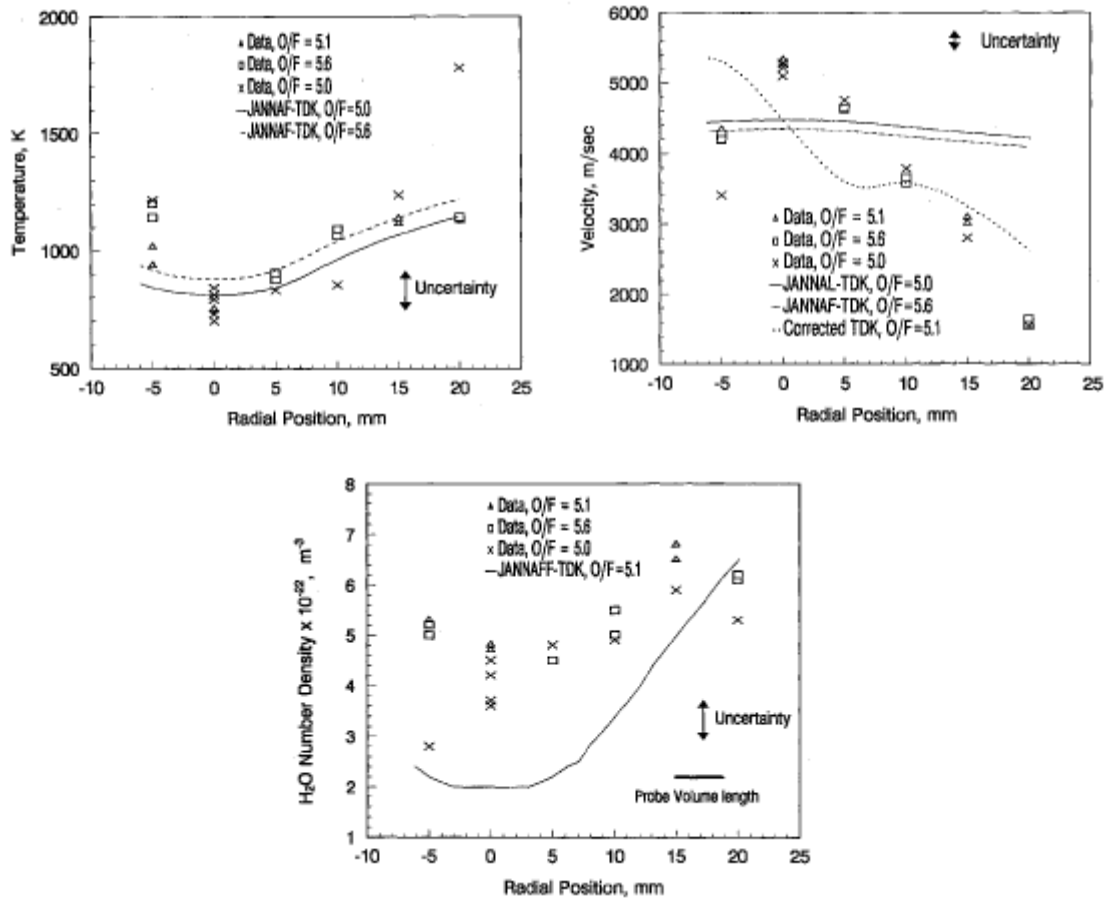 2000
1500
1000
500
Temperature, K
Data, O/F = 5.1
Data, O/F = 5.6
Data, O/F = 5.0
JANNAF-TDK, O/F=5.0
JANNAF-TDK, O/F=5.6
Uncertainty
-10 -5 0 5 10 15 20 25
Radial Position, mm
6000
5000
4000
3000
2000
1000
Velocity, m/sec
Uncertainty
Data, O/F = 5.1
Data, O/F = 5.6
Data, O/F = 5.0
JANNAL-TDK, O/F = 5.0
JANNAF-TDK, O/F = 5.6
Corrected TDK, O/F = 5.1
-10 -5 0 5 10 15 20 25
Radial Position, mm
8
7
6
5
4
3
2
1
H₂O Number Density x 10⁻²², m⁻³
Data, O/F = 5.1
Data, O/F = 5.6
Data, O/F = 5.0
JANNAFF-TDK, O/F = 5.1
Uncertainty
Probe Volume length
-10 -5 0 5 10 15 20 25
Radial Position, mm